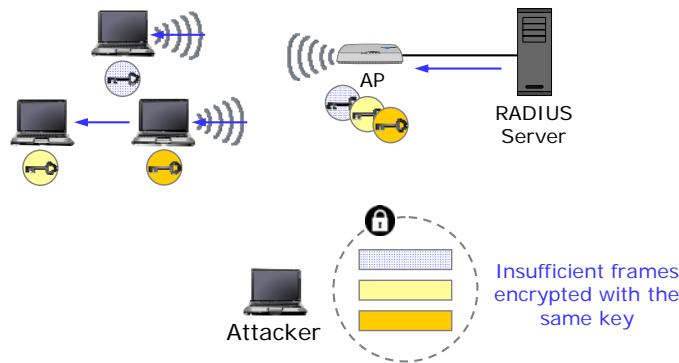 AP
RADIUS
Server
Attacker
Insufficient frames
encrypted with the
same key